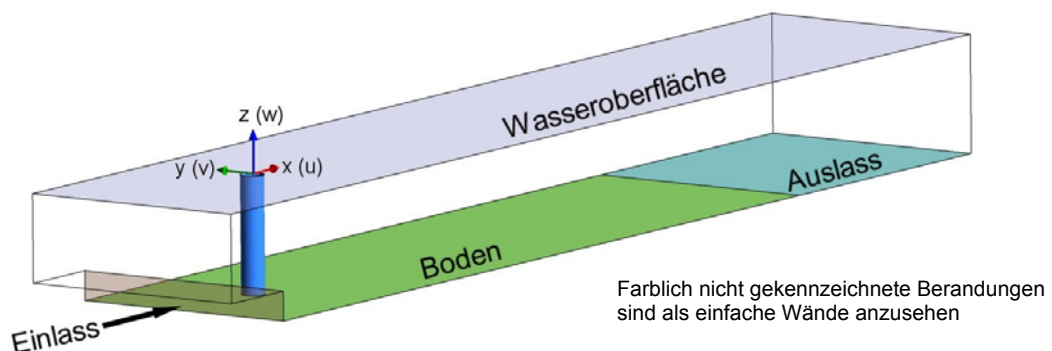 Wasseroberfläche
z (w)
y (v)
x (u)
Auslass
Boden
Farblich nicht gekennzeichnete Berandungen
sind als einfache Wände anzusehen
Einlass